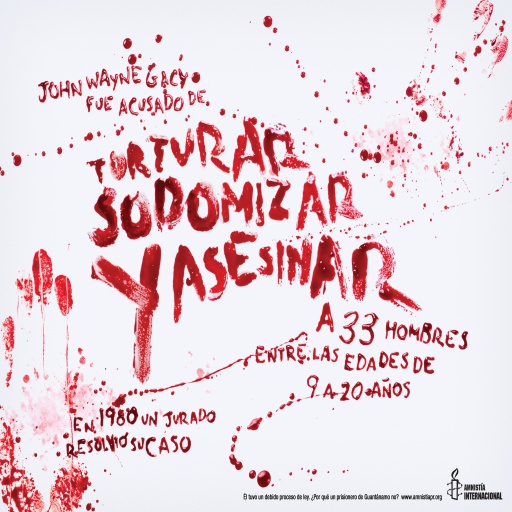 JOHN WAYNE GACY
FUE ACUSADO DE,
TORTURAR
SODOMIZAR
Y ASESINAR
A 33 HOMBRES
ENTRE LAS EDADES DE
9 A 20 AÑOS
EN 1980 UN JURADO
RESOLVIÓ SU CASO
Él tuvo un debido proceso de ley. ¿Por qué un prisionero de Guantánamo no? www.amnistiapr.org
AMNISTÍA
INTERNACIONAL